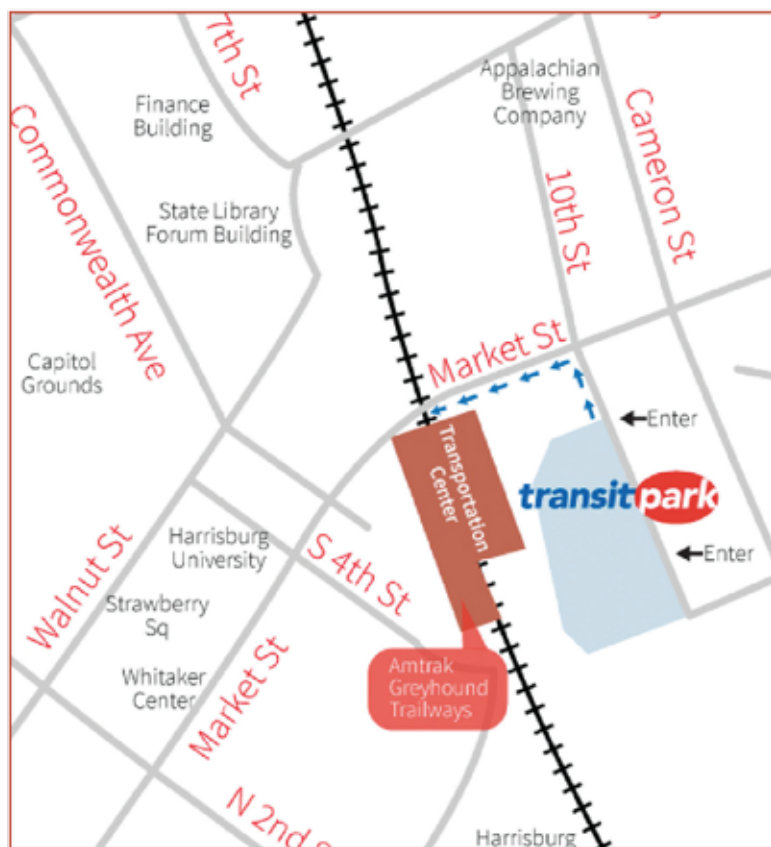 7th St
Appalachian
Brewing
Company
Finance
Building
Cameron St
Commonwealth Ave
10th St
State Library
Forum Building
Market St
Capitol
Grounds
Enter
Transportation
Center
transitpark
Harrisburg
University
S 4th St
Enter
Walnut St
Strawberry
Sq
Market St
Whitaker
Center
Amtrak
Greyhound
Trailways
N 2nd
Harrisburg